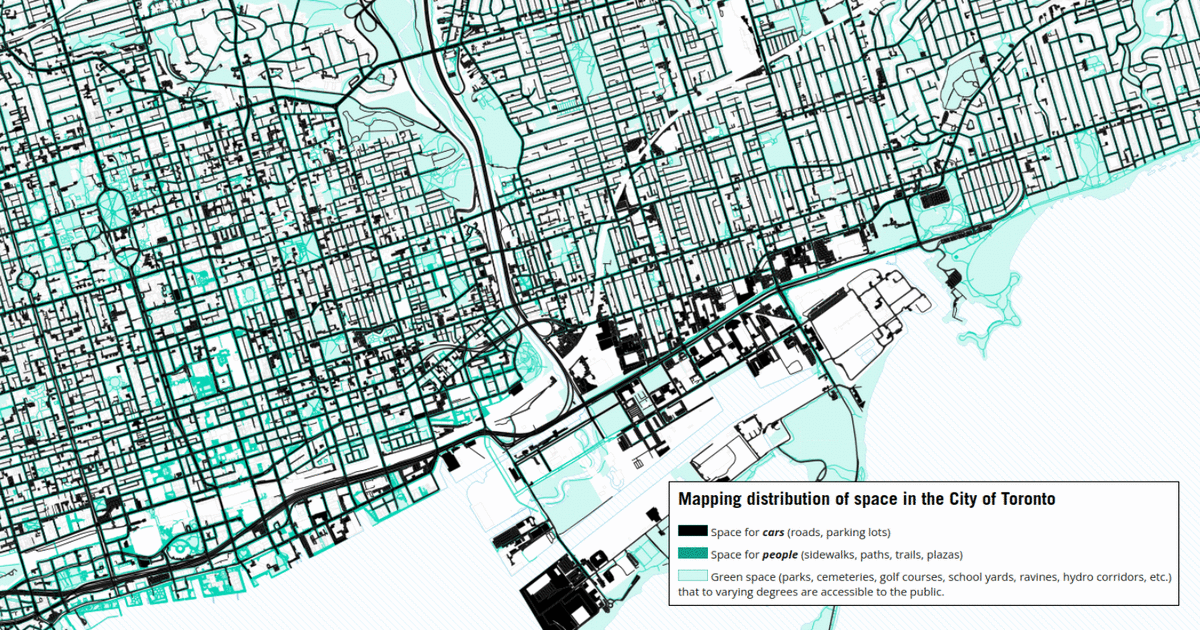 Mapping distribution of space in the City of Toronto
Space for cars (roads, parking lots)
Space for people (sidewalks, paths, trails, plazas)
Green space (parks, cemeteries, golf courses, school yards, ravines, hydro corridors, etc.)
that to varying degrees are accessible to the public.